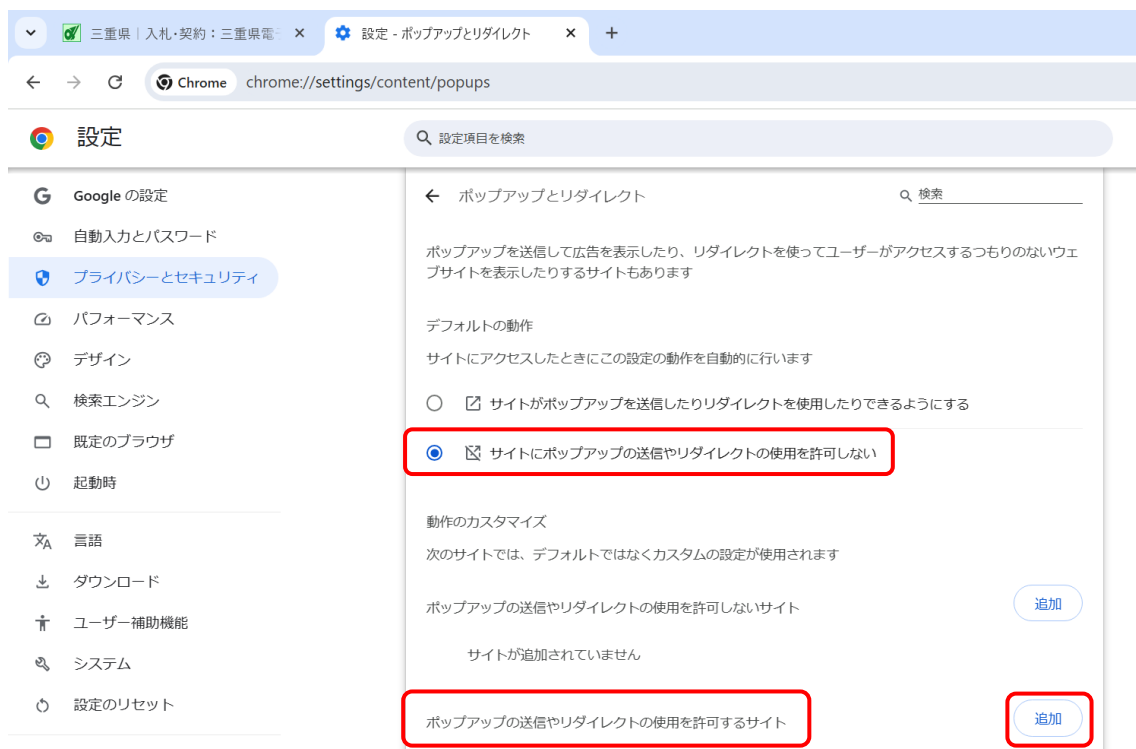 三重県｜入札・契約：三重県電
設定 - ポップアップとリダイレクト
Chrome
chrome://settings/content/popups
設定
設定項目を検索
Google の設定
自動入力とパスワード
プライバシーとセキュリティ
パフォーマンス
デザイン
検索エンジン
既定のブラウザ
起動時
言語
ダウンロード
ユーザー補助機能
システム
設定のリセット
ポップアップとリダイレクト
検索
ポップアップを送信して広告を表示したり、リダイレクトを使ってユーザーがアクセスするつもりのないウェ
ブサイトを表示したりするサイトもあります
デフォルトの動作
サイトにアクセスしたときにこの設定の動作を自動的に行います
サイトがポップアップを送信したりリダイレクトを使用したりできるようにする
サイトにポップアップの送信やリダイレクトの使用を許可しない
動作のカスタマイズ
次のサイトでは、デフォルトではなくカスタムの設定が使用されます
ポップアップの送信やリダイレクトの使用を許可しないサイト
追加
サイトが追加されていません
ポップアップの送信やリダイレクトの使用を許可するサイト
追加